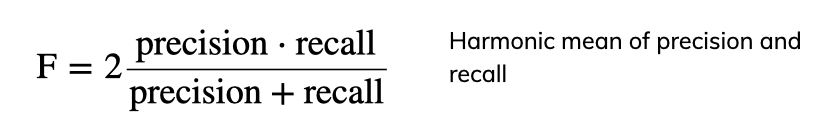 F = 2 precision · recall / precision + recall
Harmonic mean of precision and
recall